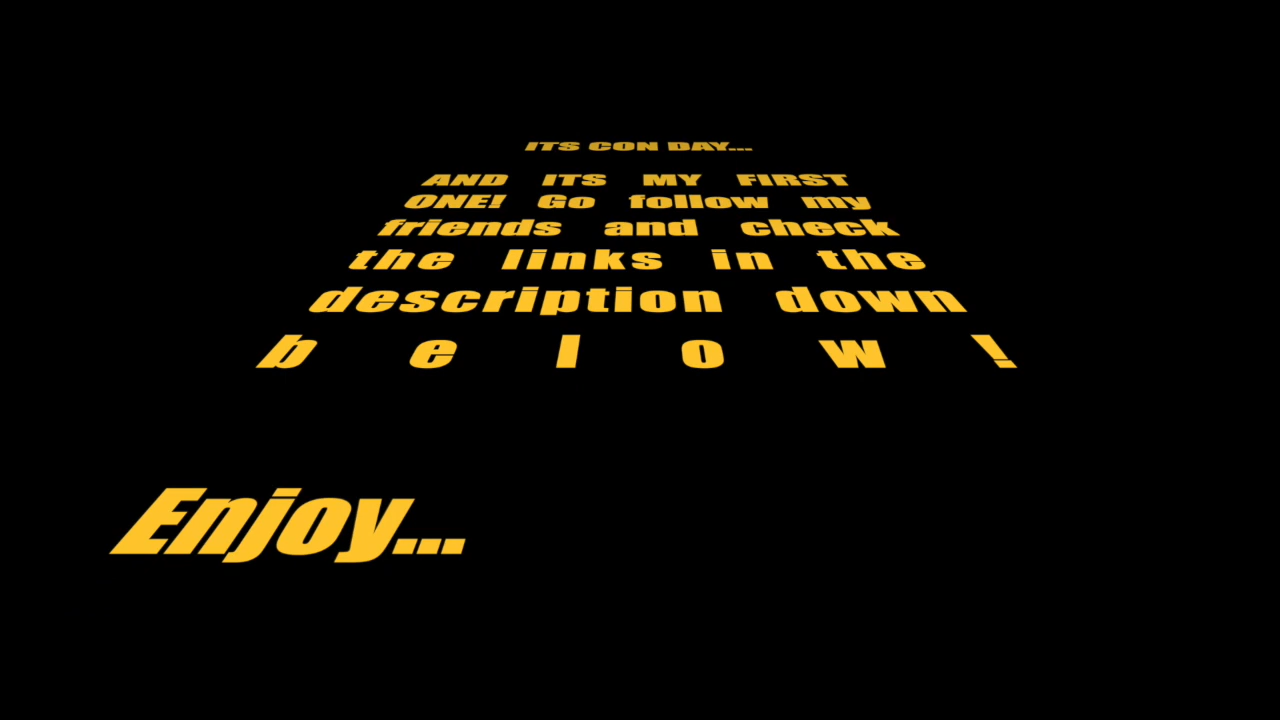 ITS CON DAY...
AND ITS MY FIRST
ONE! Go follow my
friends and check
the links in the
description down
below!
Enjoy...